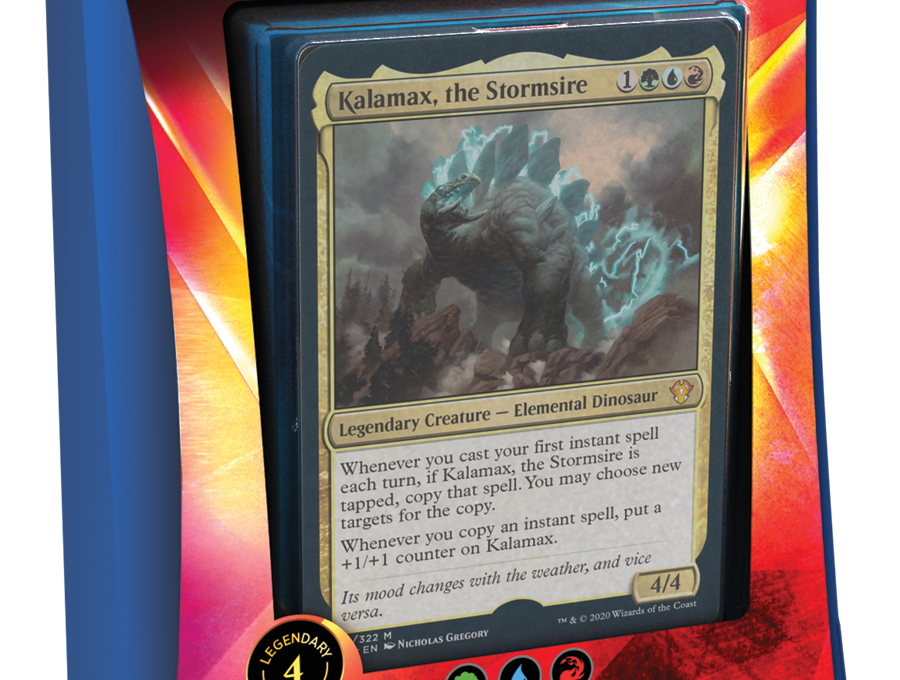 Kalamax, the Stormsire 1
Legendary Creature — Elemental Dinosaur
Whenever you cast your first instant spell
each turn, if Kalamax, the Stormsire is
tapped, copy that spell. You may choose new
targets for the copy.
Whenever you copy an instant spell, put a
+1/+1 counter on Kalamax.
Its mood changes with the weather, and vice
versa.
4/4
/322 M
EN Nicholas Gregory
™ & © 2020 Wizards of the Coast
LEGENDARY
4